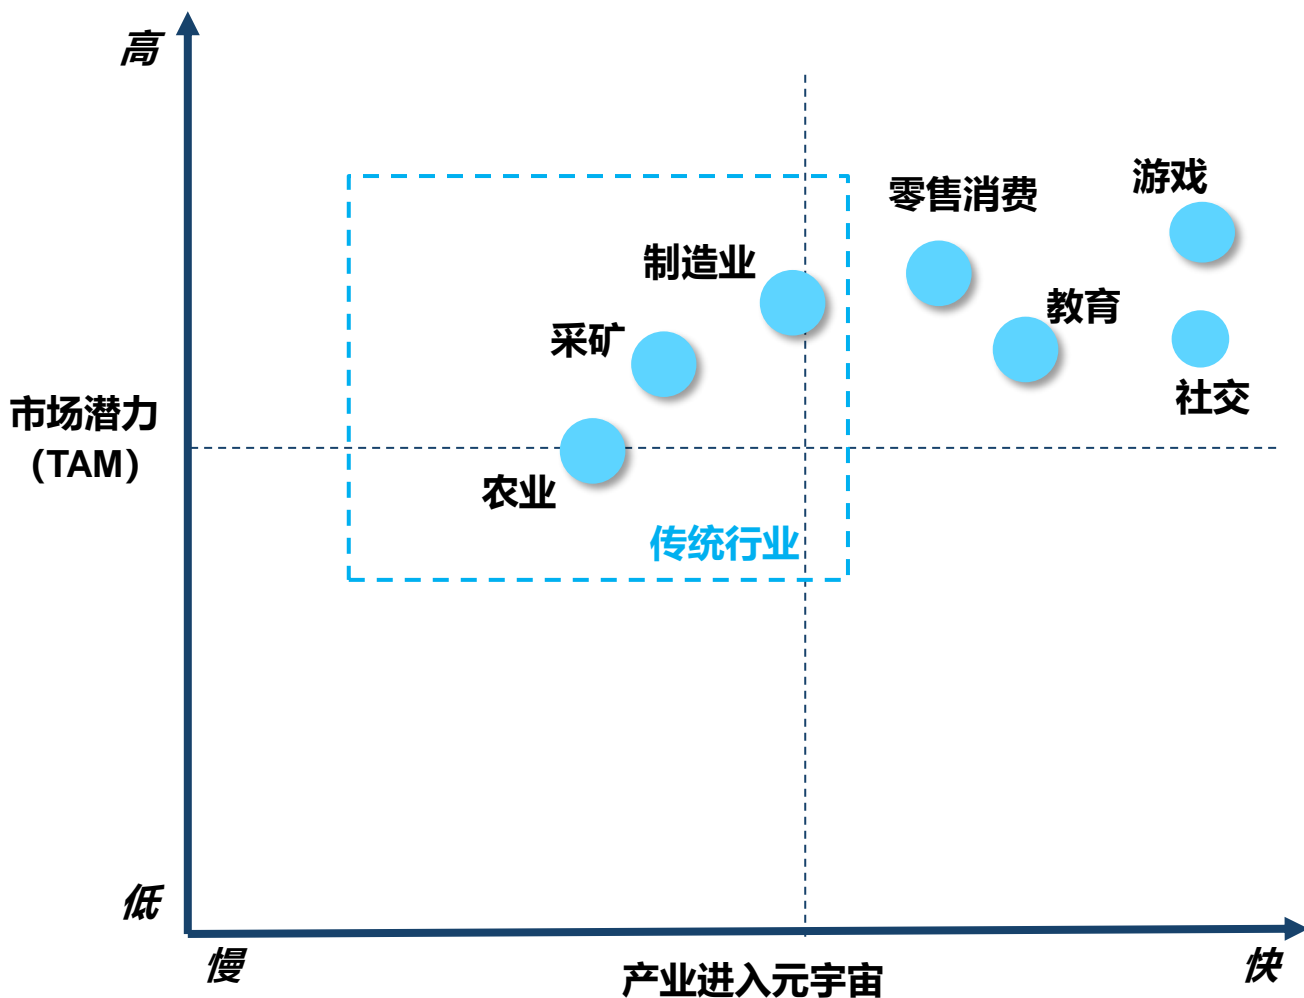 高
零售消费
游戏
制造业
教育
采矿
社交
市场潜力
（TAM）
农业
传统行业
低
慢
产业进入元宇宙
快